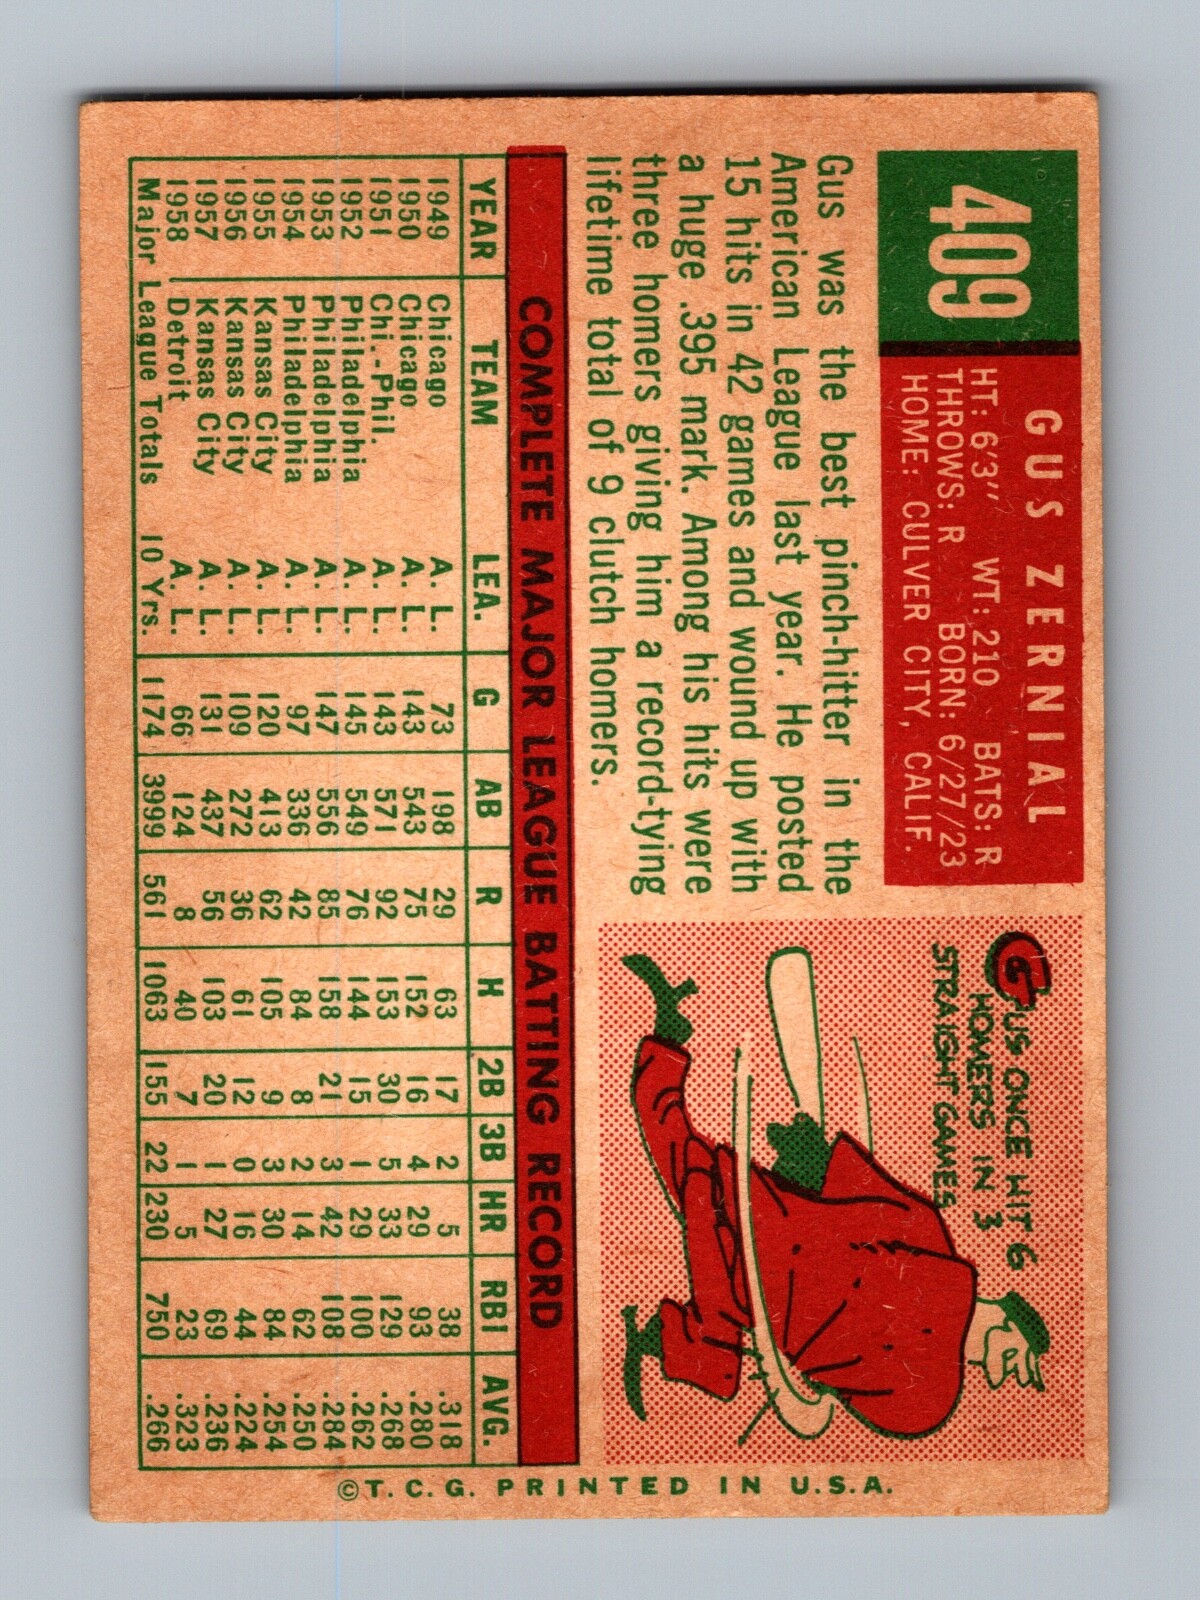 409
GUS ZERNIAL
HT: 6'3" WT: 210 BATS: R
THROWS: R BORN: 6/27/23
HOME: CULVER CITY, CALIF.
Gus was the best pinch-hitter in the
American League last year. He posted
15 hits in 42 games and wound up with
a huge .395 mark. Among his hits were
three homers giving him a record-tying
lifetime total of 9 clutch homers.
GUS ONCE HIT 6
HOMERS IN 3
STRAIGHT GAMES
COMPLETE MAJOR LEAGUE BATTING RECORD
YEAR TEAM LEA. G AB R H 2B 3B HR RBI AVG.
1949 Chicago A. L. 73 198 29 63 17 2 5 38 .318
1950 Chicago A. L. 143 543 75 152 16 4 29 93 .280
1951 Chi.-Phil. A. L. 143 571 92 153 30 5 33 129 .268
1952 Philadelphia A. L. 145 549 76 144 15 1 29 100 .262
1953 Philadelphia A. L. 147 556 85 158 21 3 42 108 .284
1954 Philadelphia A. L. 97 336 42 84 8 2 14 62 .250
1955 Kansas City A. L. 120 413 62 105 9 3 30 84 .254
1956 Kansas City A. L. 109 272 36 61 12 0 16 44 .224
1957 Kansas City A. L. 131 437 56 103 20 1 27 69 .236
1958 Detroit A. L. 66 124 8 40 7 1 5 23 .323
Major League Totals 10 Yrs. 1174 3999 561 1063 155 22 230 750 .266
© T. C. G. PRINTED IN U.S.A.